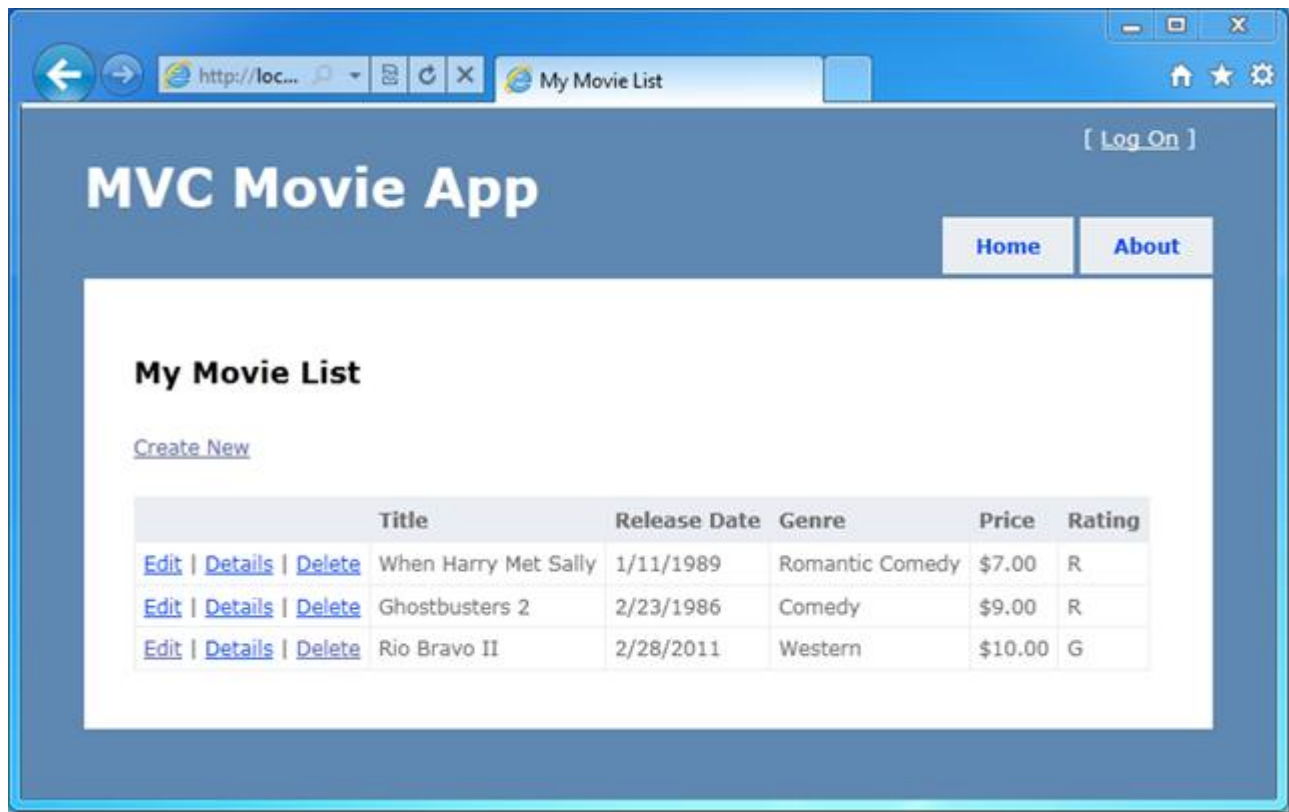 http://loc...
My Movie List
[ Log On ]
MVC Movie App
Home About
My Movie List
Create New
Title Release Date Genre Price Rating
Edit | Details | Delete When Harry Met Sally 1/11/1989 Romantic Comedy $7.00 R
Edit | Details | Delete Ghostbusters 2 2/23/1986 Comedy $9.00 R
Edit | Details | Delete Rio Bravo II 2/28/2011 Western $10.00 G